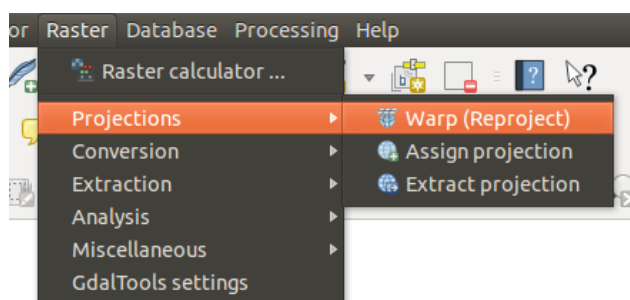 or Raster Database Processing Help
Raster calculator ...
Projections
Warp (Reproject)
Conversion
Assign projection
Extraction
Extract projection
Analysis
Miscellaneous
GdalTools settings